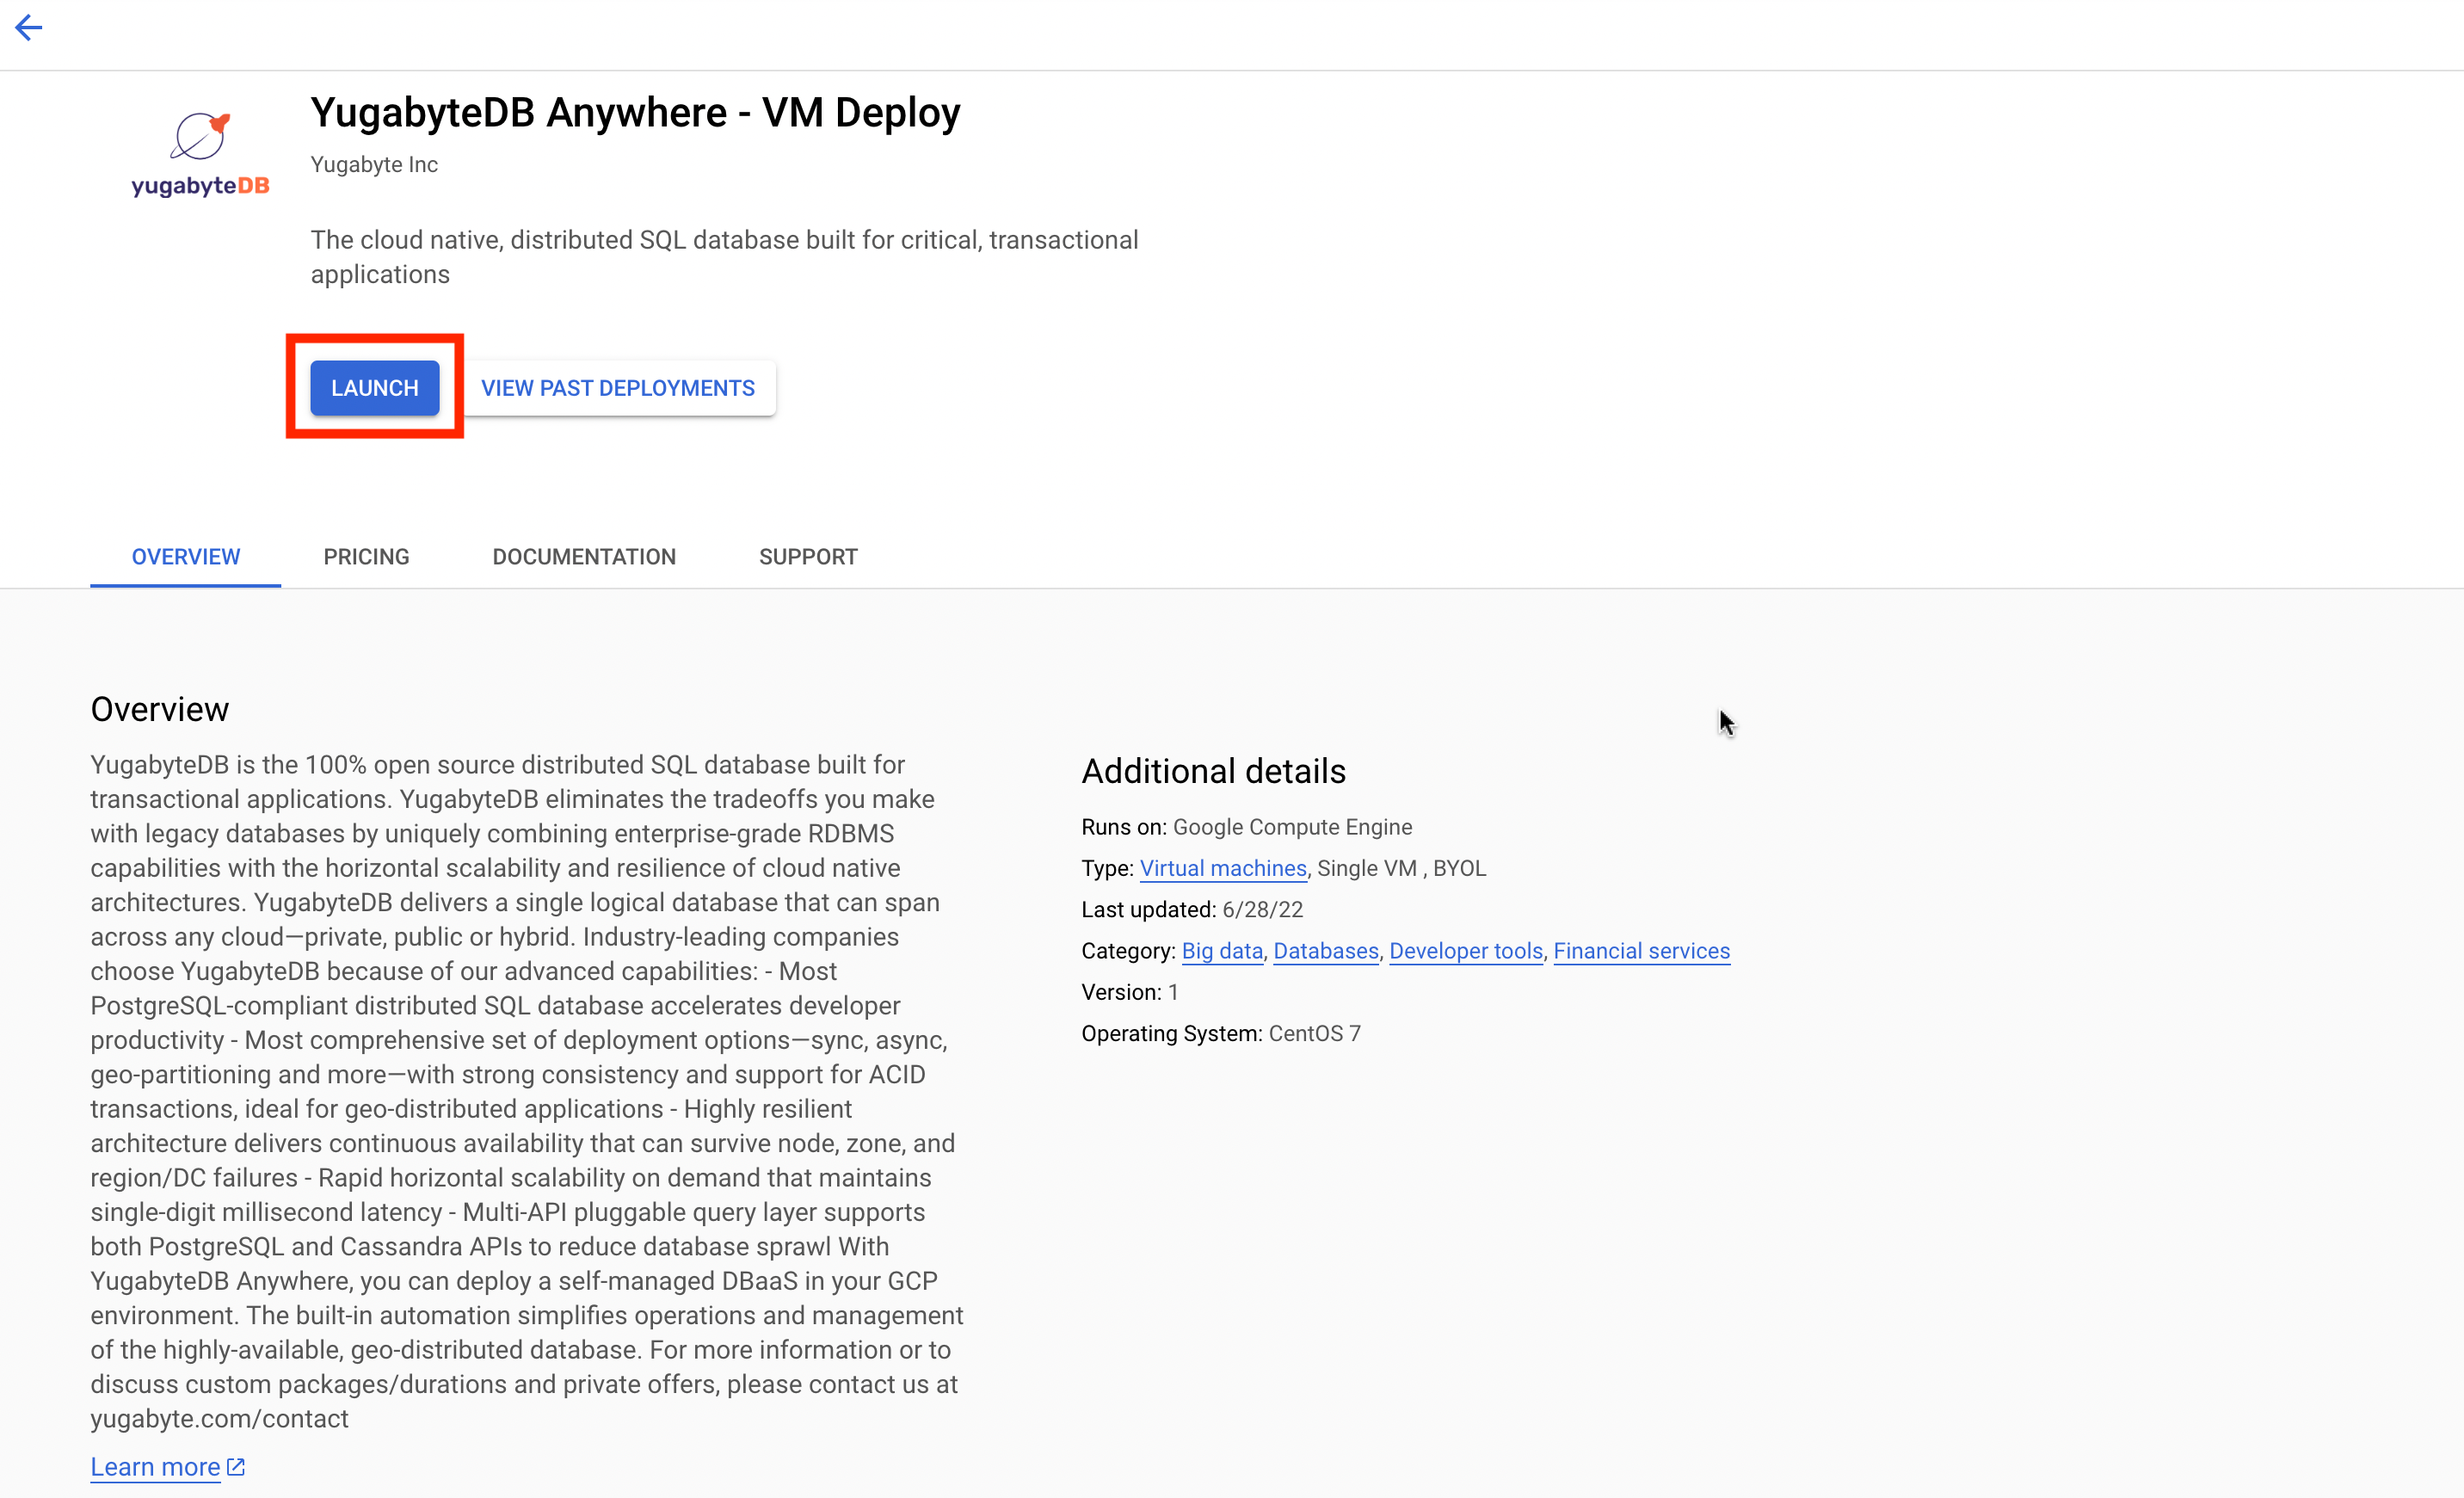 YugabyteDB Anywhere - VM Deploy
yugabyteDB
Yugabyte Inc
The cloud native, distributed SQL database built for critical, transactional
applications
LAUNCH
VIEW PAST DEPLOYMENTS
OVERVIEW
PRICING
DOCUMENTATION
SUPPORT
Overview
YugabyteDB is the 100% open source distributed SQL database built for
transactional applications. YugabyteDB eliminates the tradeoffs you make
with legacy databases by uniquely combining enterprise-grade RDBMS
capabilities with the horizontal scalability and resilience of cloud native
architectures. YugabyteDB delivers a single logical database that can span
across any cloud—private, public or hybrid. Industry-leading companies
choose YugabyteDB because of our advanced capabilities: - Most
PostgreSQL-compliant distributed SQL database accelerates developer
productivity - Most comprehensive set of deployment options—sync, async,
geo-partitioning and more—with strong consistency and support for ACID
transactions, ideal for geo-distributed applications - Highly resilient
architecture delivers continuous availability that can survive node, zone, and
region/DC failures - Rapid horizontal scalability on demand that maintains
single-digit millisecond latency - Multi-API pluggable query layer supports
both PostgreSQL and Cassandra APIs to reduce database sprawl With
YugabyteDB Anywhere, you can deploy a self-managed DBaaS in your GCP
environment. The built-in automation simplifies operations and management
of the highly-available, geo-distributed database. For more information or to
discuss custom packages/durations and private offers, please contact us at
yugabyte.com/contact
Learn more
Additional details
Runs on: Google Compute Engine
Type: Virtual machines, Single VM , BYOL
Last updated: 6/28/22
Category: Big data, Databases, Developer tools, Financial services
Version: 1
Operating System: CentOS 7